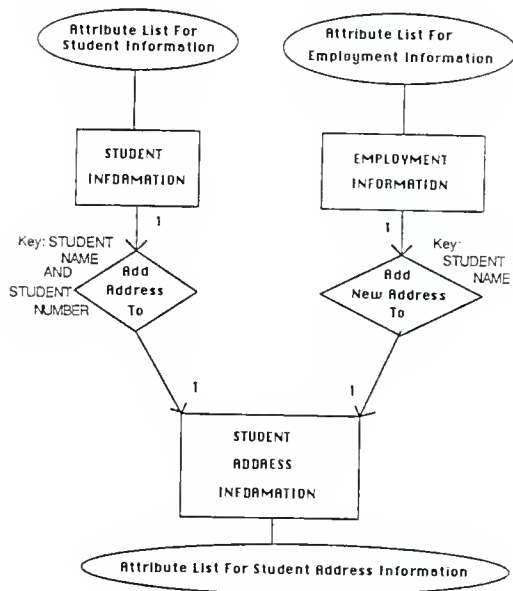 Attribute List For
Student Information
Attribute List For
Employment Information
STUDENT
INFORMATION
EMPLOYMENT
INFORMATION
1
1
Key: STUDENT
NAME
AND
STUDENT
NUMBER
Add
Address
To
Add
New Address
To
Key:
STUDENT
NAME
1
1
STUDENT
ADDRESS
INFORMATION
Attribute List For Student Address Information